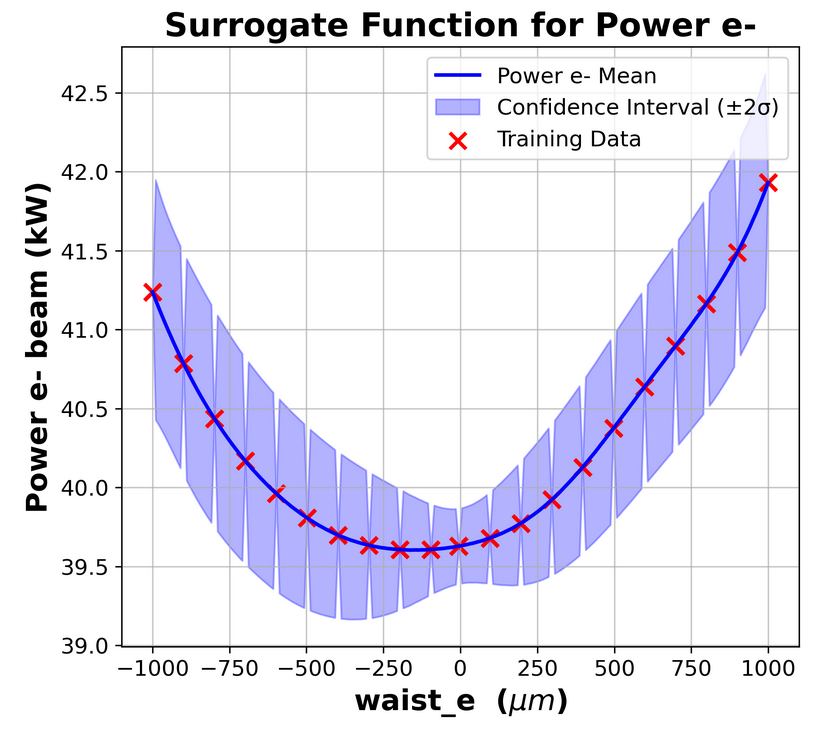 Surrogate Function for Power e-
Power e- Mean
Confidence Interval (±2σ)
Training Data
Power e- beam (kW)
42.5
42.0
41.5
41.0
40.5
40.0
39.5
39.0
−1000 −750 −500 −250 0 250 500 750 1000
waist_e (μm)